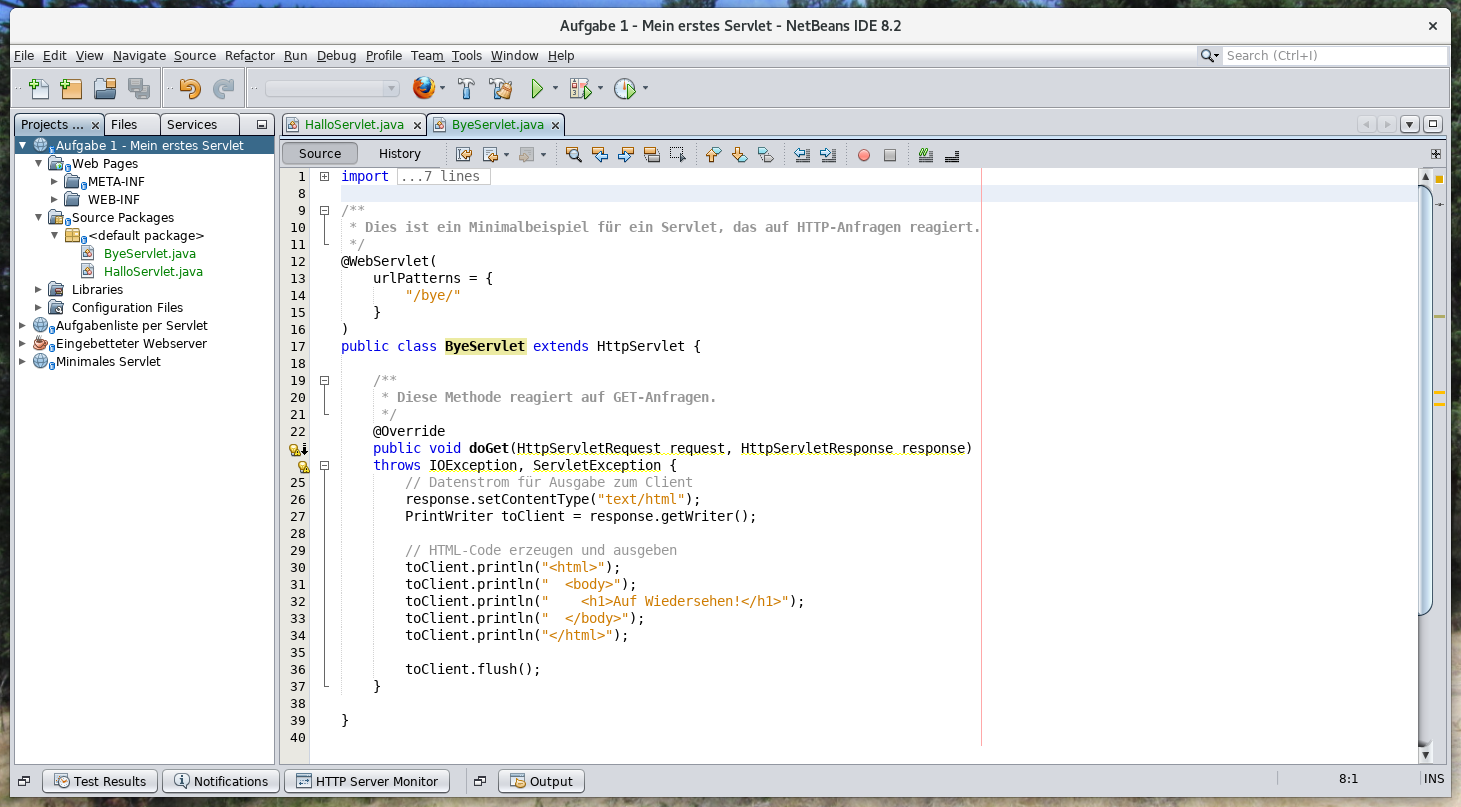 Aufgabe 1 - Mein erstes Servlet - NetBeans IDE 8.2
File Edit View Navigate Source Refactor Run Debug Profile Team Tools Window Help
Search (Ctrl+I)
Projects ...
Files
Services
HalloServlet.java
ByeServlet.java
Aufgabe 1 - Mein erstes Servlet
Web Pages
META-INF
WEB-INF
Source Packages
<default package>
ByeServlet.java
HalloServlet.java
Libraries
Configuration Files
Aufgabenliste per Servlet
Eingebetteter Webserver
Minimales Servlet
Source
History
1 import ...7 lines
8
9 /**
10  * Dies ist ein Minimalbeispiel für ein Servlet, das auf HTTP-Anfragen reagiert.
11  */
12 @WebServlet(
13     urlPatterns = {
14         "/bye/"
15     }
16 )
17 public class ByeServlet extends HttpServlet {
18
19     /**
20      * Diese Methode reagiert auf GET-Anfragen.
21      */
22     @Override
    public void doGet(HttpServletRequest request, HttpServletResponse response)
    throws IOException, ServletException {
25         // Datenstrom für Ausgabe zum Client
26         response.setContentType("text/html");
27         PrintWriter toClient = response.getWriter();
28
29         // HTML-Code erzeugen und ausgeben
30         toClient.println("<html>");
31         toClient.println("  <body>");
32         toClient.println("    <h1>Auf Wiedersehen!</h1>");
33         toClient.println("  </body>");
34         toClient.println("</html>");
35
36         toClient.flush();
37     }
38
39 }
40
Test Results
Notifications
HTTP Server Monitor
Output
8:1
INS